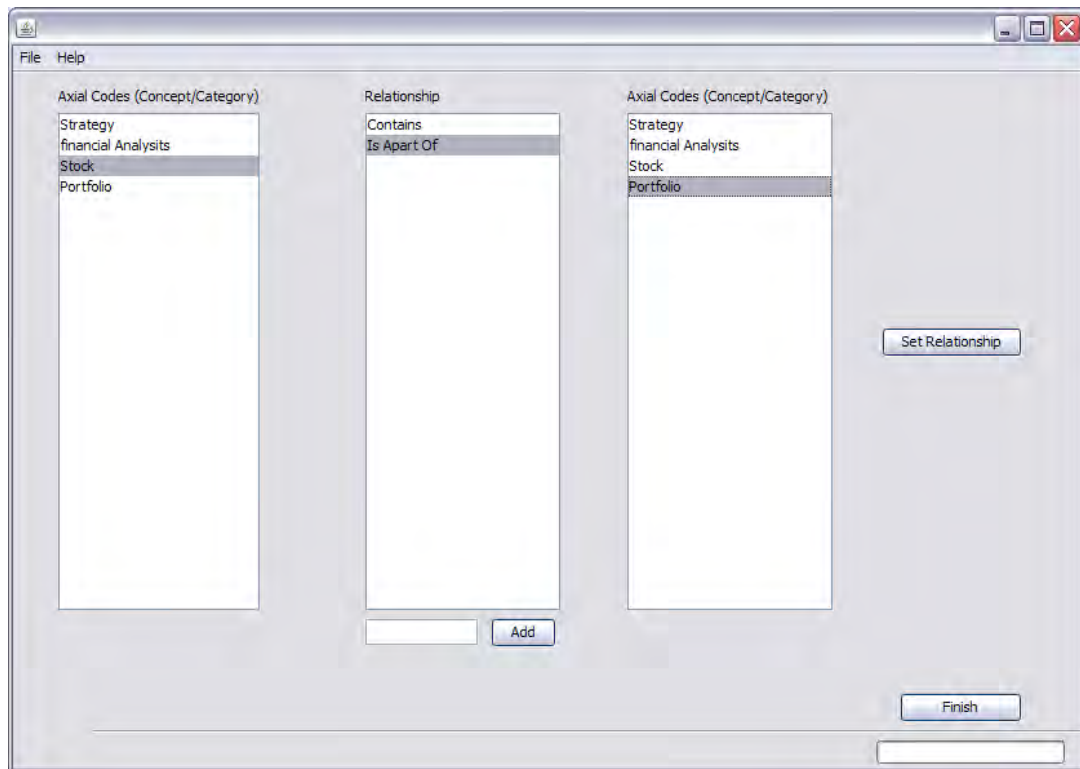 File Help
Axial Codes (Concept/Category)
Strategy
financial Analysits
Stock
Portfolio
Relationship
Contains
Is Apart Of
Add
Axial Codes (Concept/Category)
Strategy
financial Analysits
Stock
Portfolio
Set Relationship
Finish